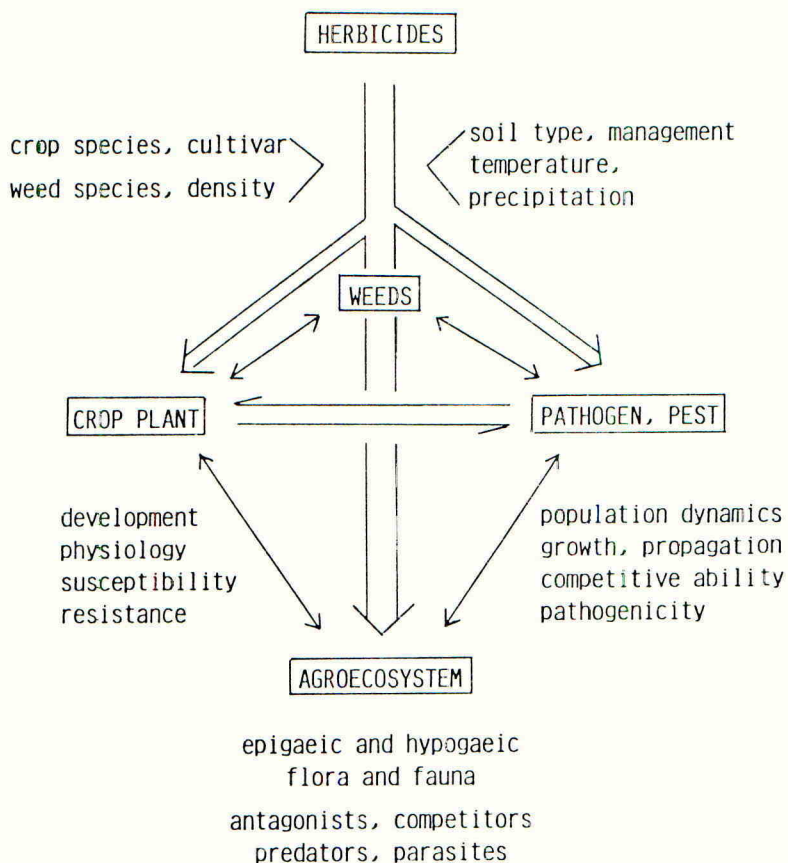 HERBICIDES
crop species, cultivar
weed species, density
soil type, management
temperature,
precipitation
WEEDS
CROP PLANT
PATHOGEN, PEST
development
physiology
susceptibility
resistance
population dynamics
growth, propagation
competitive ability
pathogenicity
AGROECOSYSTEM
epigaeic and hypogaeic
flora and fauna
antagonists, competitors
predators, parasites